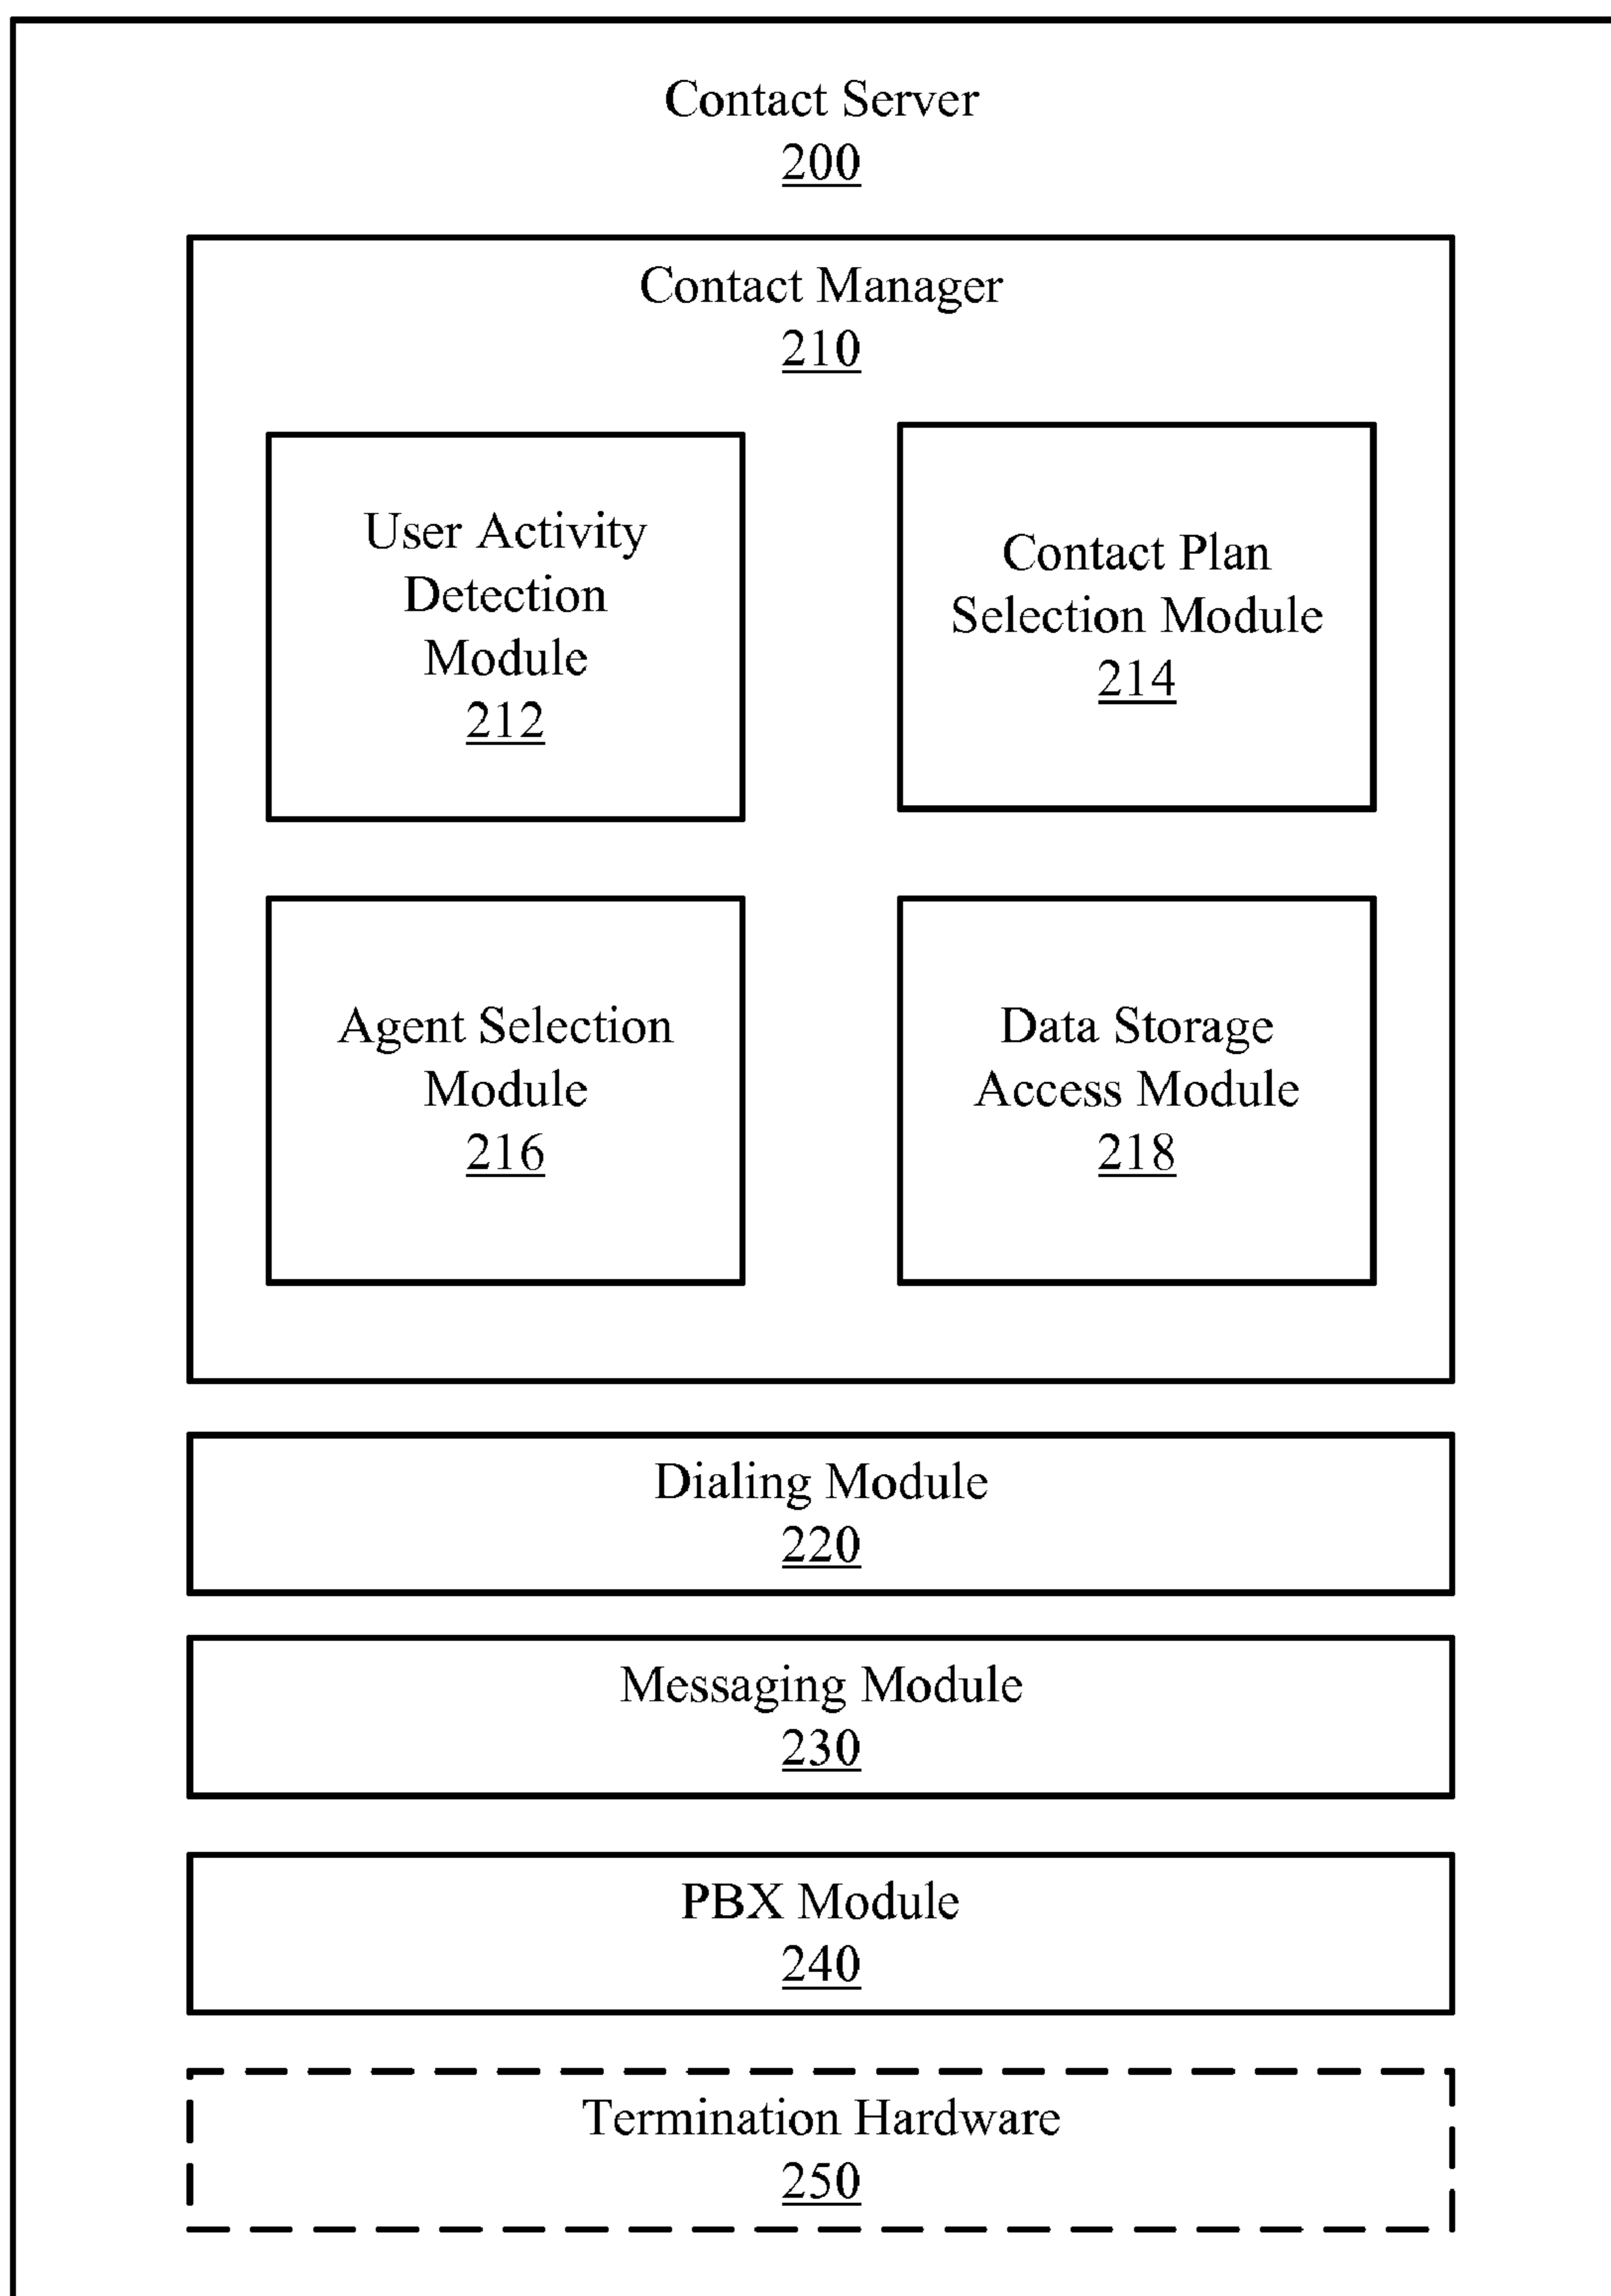 Contact Server
200
Contact Manager
210
User Activity
Detection
Module
212
Contact Plan
Selection Module
214
Agent Selection
Module
216
Data Storage
Access Module
218
Dialing Module
220
Messaging Module
230
PBX Module
240
Termination Hardware
250